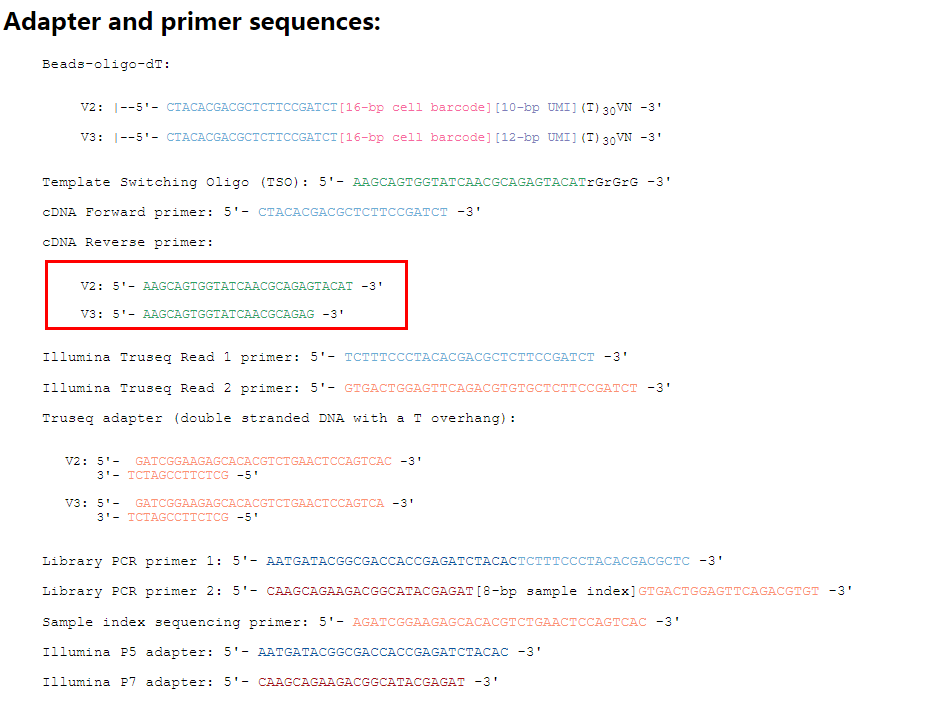 Adapter and primer sequences:
Beads-oligo-dT:
V2: |--5'- CTACACGACGCTCTTCCGATCT[16-bp cell barcode][10-bp UMI](T)30VN -3'
V3: |--5'- CTACACGACGCTCTTCCGATCT[16-bp cell barcode][12-bp UMI](T)30VN -3'
Template Switching Oligo (TSO): 5'- AAGCAGTGGTATCAACGCAGAGTACATrGrGrG -3'
cDNA Forward primer: 5'- CTACACGACGCTCTTCCGATCT -3'
cDNA Reverse primer:
V2: 5'- AAGCAGTGGTATCAACGCAGAGTACAT -3'
V3: 5'- AAGCAGTGGTATCAACGCAGAG -3'
Illumina Truseq Read 1 primer: 5'- TCTTTCCCTACACGACGCTCTTCCGATCT -3'
Illumina Truseq Read 2 primer: 5'- GTGACTGGAGTTCAGACGTGTGCTCTTCCGATCT -3'
Truseq adapter (double stranded DNA with a T overhang):
V2: 5'-  GATCGGAAGAGCACACGTCTGAACTCCAGTCAC -3'
3'- TCTAGCCTTCTCG -5'
V3: 5'-  GATCGGAAGAGCACACGTCTGAACTCCAGTCA -3'
3'- TCTAGCCTTCTCG -5'
Library PCR primer 1: 5'- AATGATACGGCGACCACCGAGATCTACACTCTTTCCCTACACGACGCTC -3'
Library PCR primer 2: 5'- CAAGCAGAAGACGGCATACGAGAT[8-bp sample index]GTGACTGGAGTTCAGACGTGT -3'
Sample index sequencing primer: 5'- AGATCGGAAGAGCACACGTCTGAACTCCAGTCAC -3'
Illumina P5 adapter: 5'- AATGATACGGCGACCACCGAGATCTACAC -3'
Illumina P7 adapter: 5'- CAAGCAGAAGACGGCATACGAGAT -3'